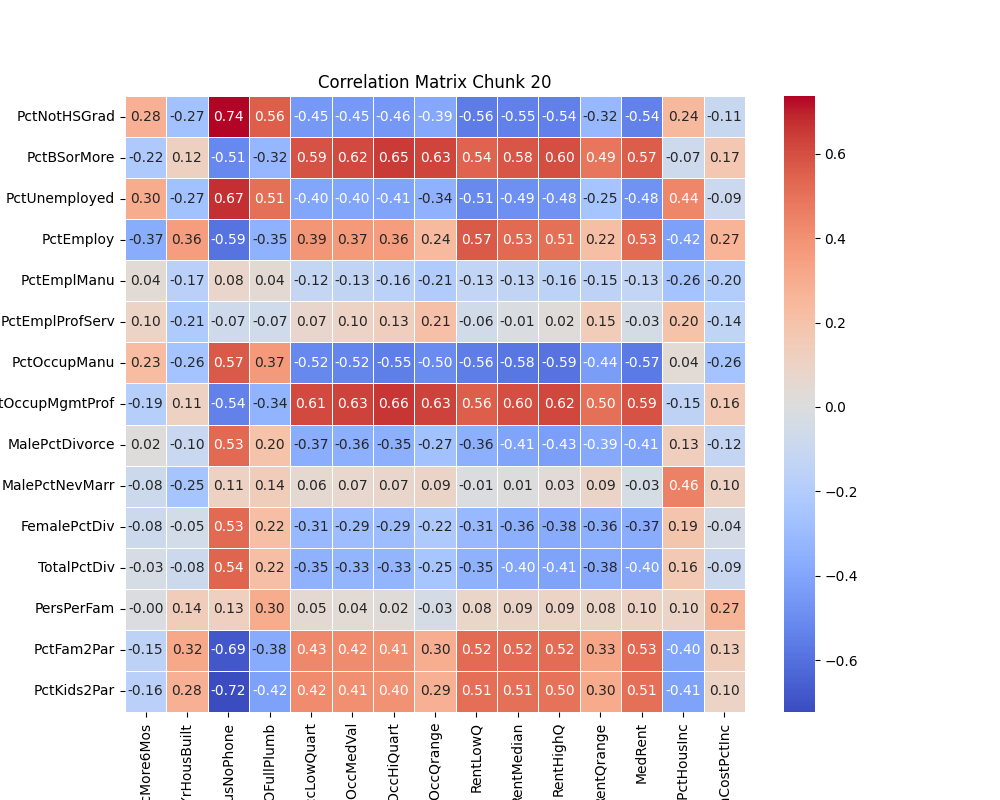 Correlation Matrix Chunk 20
PctNotHSGrad 0.28 -0.27 0.74 0.56 -0.45 -0.45 -0.46 -0.39 -0.56 -0.55 -0.54 -0.32 -0.54 0.24 -0.11
PctBSorMore -0.22 0.12 -0.51 -0.32 0.59 0.62 0.65 0.63 0.54 0.58 0.60 0.49 0.57 -0.07 0.17
PctUnemployed 0.30 -0.27 0.67 0.51 -0.40 -0.40 -0.41 -0.34 -0.51 -0.49 -0.48 -0.25 -0.48 0.44 -0.09
PctEmploy -0.37 0.36 -0.59 -0.35 0.39 0.37 0.36 0.24 0.57 0.53 0.51 0.22 0.53 -0.42 0.27
PctEmplManu 0.04 -0.17 0.08 0.04 -0.12 -0.13 -0.16 -0.21 -0.13 -0.13 -0.16 -0.15 -0.13 -0.26 -0.20
PctEmplProfServ 0.10 -0.21 -0.07 -0.07 0.07 0.10 0.13 0.21 -0.06 -0.01 0.02 0.15 -0.03 0.20 -0.14
PctOccupManu 0.23 -0.26 0.57 0.37 -0.52 -0.52 -0.55 -0.50 -0.56 -0.58 -0.59 -0.44 -0.57 0.04 -0.26
tOccupMgmtProf -0.19 0.11 -0.54 -0.34 0.61 0.63 0.66 0.63 0.56 0.60 0.62 0.50 0.59 -0.15 0.16
MalePctDivorce 0.02 -0.10 0.53 0.20 -0.37 -0.36 -0.35 -0.27 -0.36 -0.41 -0.43 -0.39 -0.41 0.13 -0.12
MalePctNevMarr -0.08 -0.25 0.11 0.14 0.06 0.07 0.07 0.09 -0.01 0.01 0.03 0.09 -0.03 0.46 0.10
FemalePctDiv -0.08 -0.05 0.53 0.22 -0.31 -0.29 -0.29 -0.22 -0.31 -0.36 -0.38 -0.36 -0.37 0.19 -0.04
TotalPctDiv -0.03 -0.08 0.54 0.22 -0.35 -0.33 -0.33 -0.25 -0.35 -0.40 -0.41 -0.38 -0.40 0.16 -0.09
PersPerFam -0.00 0.14 0.13 0.30 0.05 0.04 0.02 -0.03 0.08 0.09 0.09 0.08 0.10 0.10 0.27
PctFam2Par -0.15 0.32 -0.69 -0.38 0.43 0.42 0.41 0.30 0.52 0.52 0.52 0.33 0.53 -0.40 0.13
PctKids2Par -0.16 0.28 -0.72 -0.42 0.42 0.41 0.40 0.29 0.51 0.51 0.50 0.30 0.51 -0.41 0.10
cMore6Mos
YrHousBuilt
usNoPhone
OFullPlumb
ccLowQuart
OccMedVal
OccHiQuart
OccQrange
RentLowQ
RentMedian
RentHighQ
RentQrange
MedRent
PctHousInc
nCostPctInc
0.6
0.4
0.2
0.0
−0.2
−0.4
−0.6